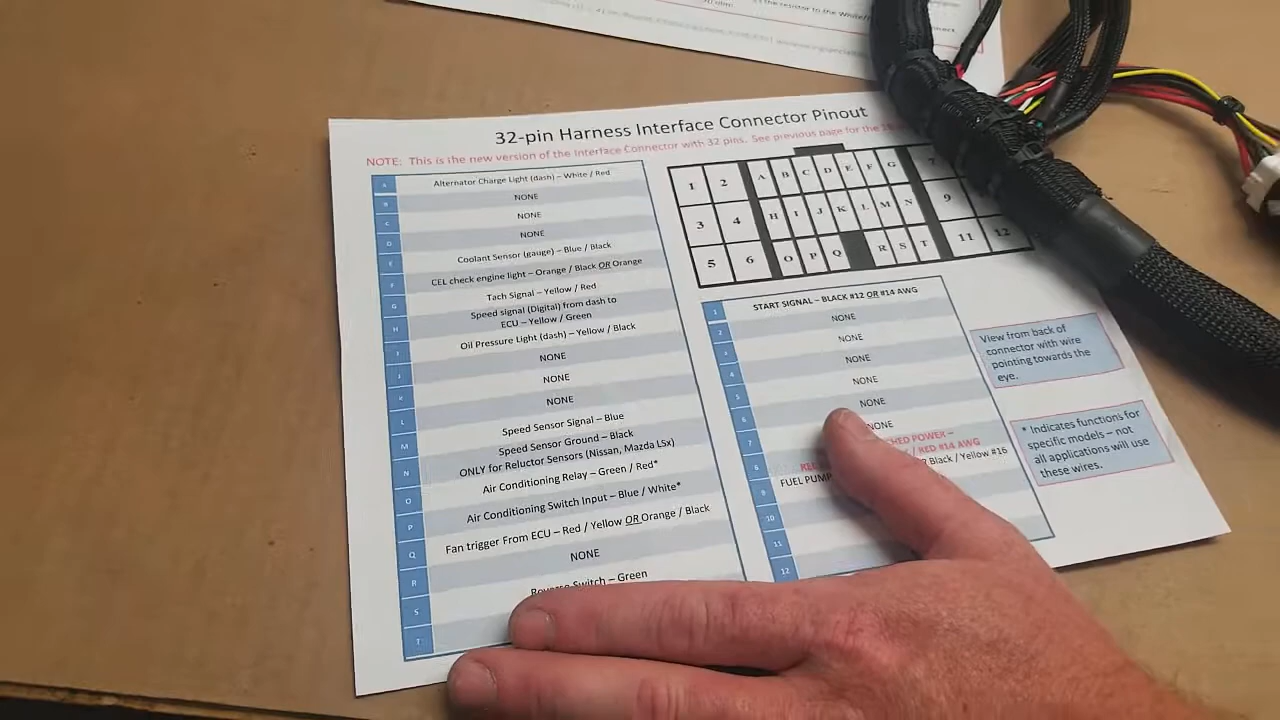 32-pin Harness Interface Connector Pinout
NOTE: This is the new version of the Interface Connector with 32 pins. See previous page for the
A Alternator Charge Light (dash) – White / Red
B NONE
C NONE
D NONE
E Coolant Sensor (gauge) – Blue / Black
F CEL check engine light – Orange / Black OR Orange
G Tach Signal – Yellow / Red
H Speed signal (Digital) from dash to
ECU – Yellow / Green
I Oil Pressure Light (dash) – Yellow / Black
J NONE
K NONE
L NONE
M Speed Sensor Signal – Blue
N Speed Sensor Ground – Black
ONLY for Reluctor Sensors (Nissan, Mazda LSx)
O Air Conditioning Relay – Green / Red*
P Air Conditioning Switch Input – Blue / White*
Q Fan trigger From ECU – Red / Yellow OR Orange / Black
R NONE
S Reverse Switch – Green
T
1 2 A B C D E F G 7
3 4 H I J K L M N 9
5 6 O P Q R S T 11 12
1 START SIGNAL – BLACK #12 OR #14 AWG
2 NONE
3 NONE
4 NONE
5 NONE
6 NONE
7 NONE
8 RED / RED #14 AWG
9 FUEL PUMP Black / Yellow #16
10
11
12
View from back of
connector with wire
pointing towards the
eye.
* Indicates functions for
specific models – not
all applications will use
these wires.